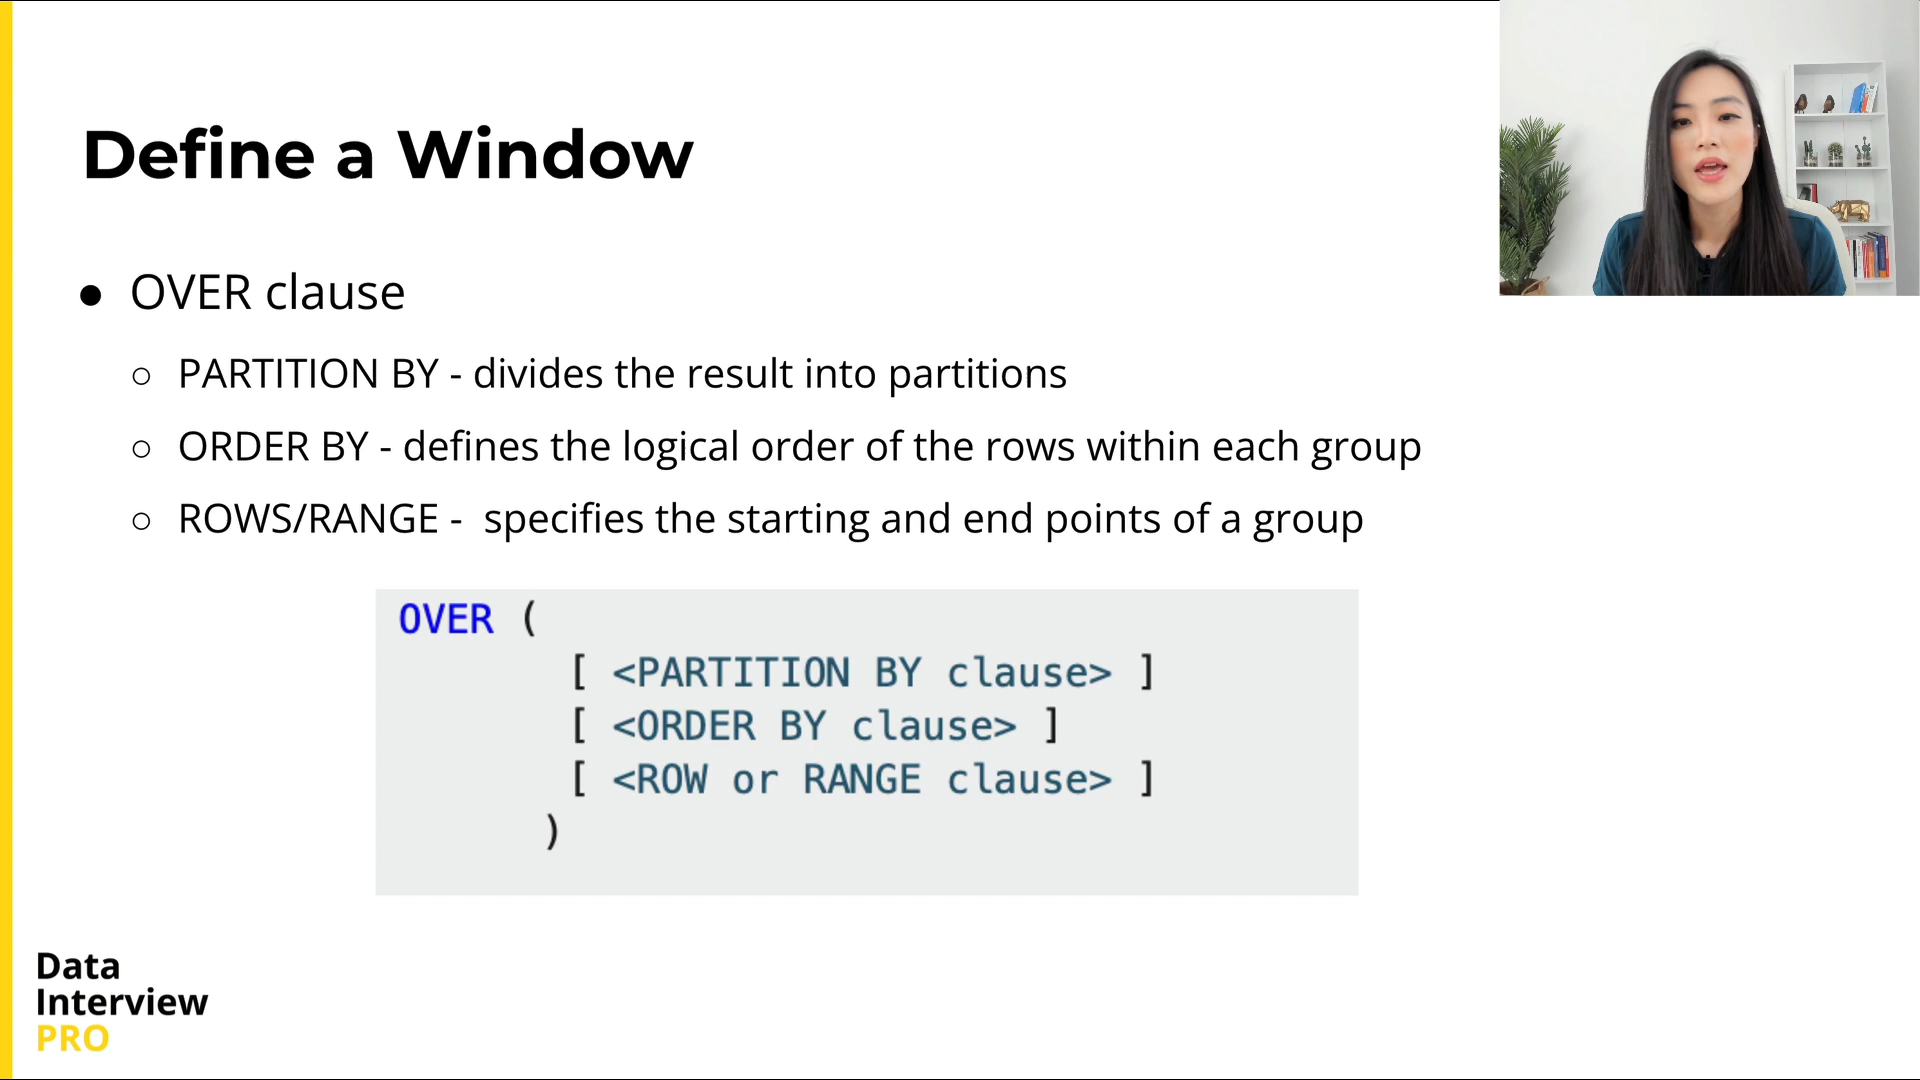 Define a Window
● OVER clause
○ PARTITION BY - divides the result into partitions
○ ORDER BY - defines the logical order of the rows within each group
○ ROWS/RANGE -  specifies the starting and end points of a group
OVER (
[ <PARTITION BY clause> ]
[ <ORDER BY clause> ]
[ <ROW or RANGE clause> ]
)
Data
Interview
PRO